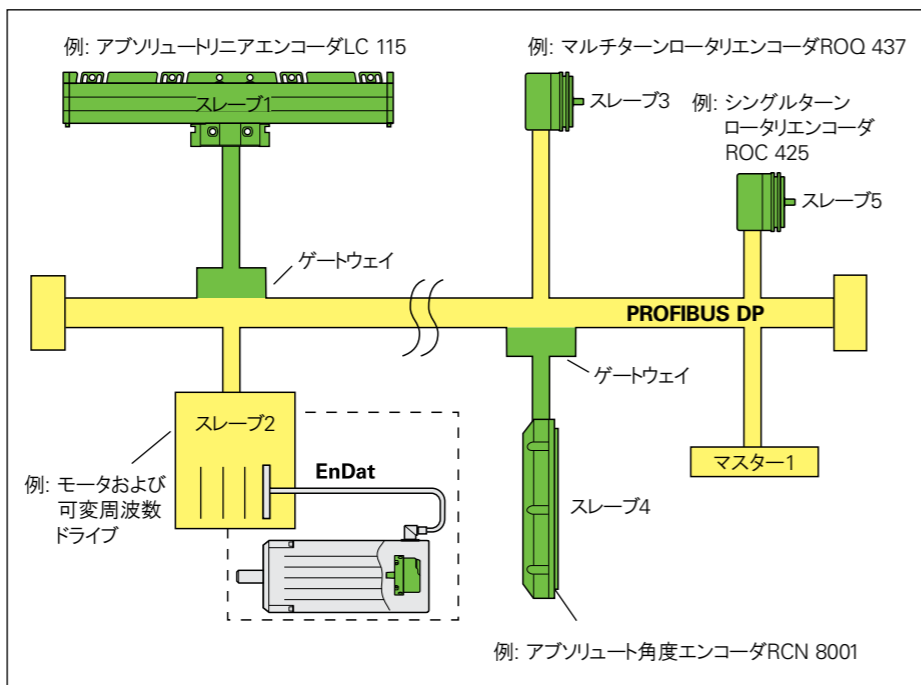 例: アブソリュートリニアエンコーダLC 115
スレーブ1
ゲートウェイ
例: マルチターンロータリエンコーダROQ 437
スレーブ3
例: シングルターン
ロータリエンコーダ
ROC 425
スレーブ5
PROFIBUS DP
ゲートウェイ
スレーブ2
例: モータおよび
可変周波数
ドライブ
EnDat
スレーブ4
マスター1
例: アブソリュート角度エンコーダRCN 8001